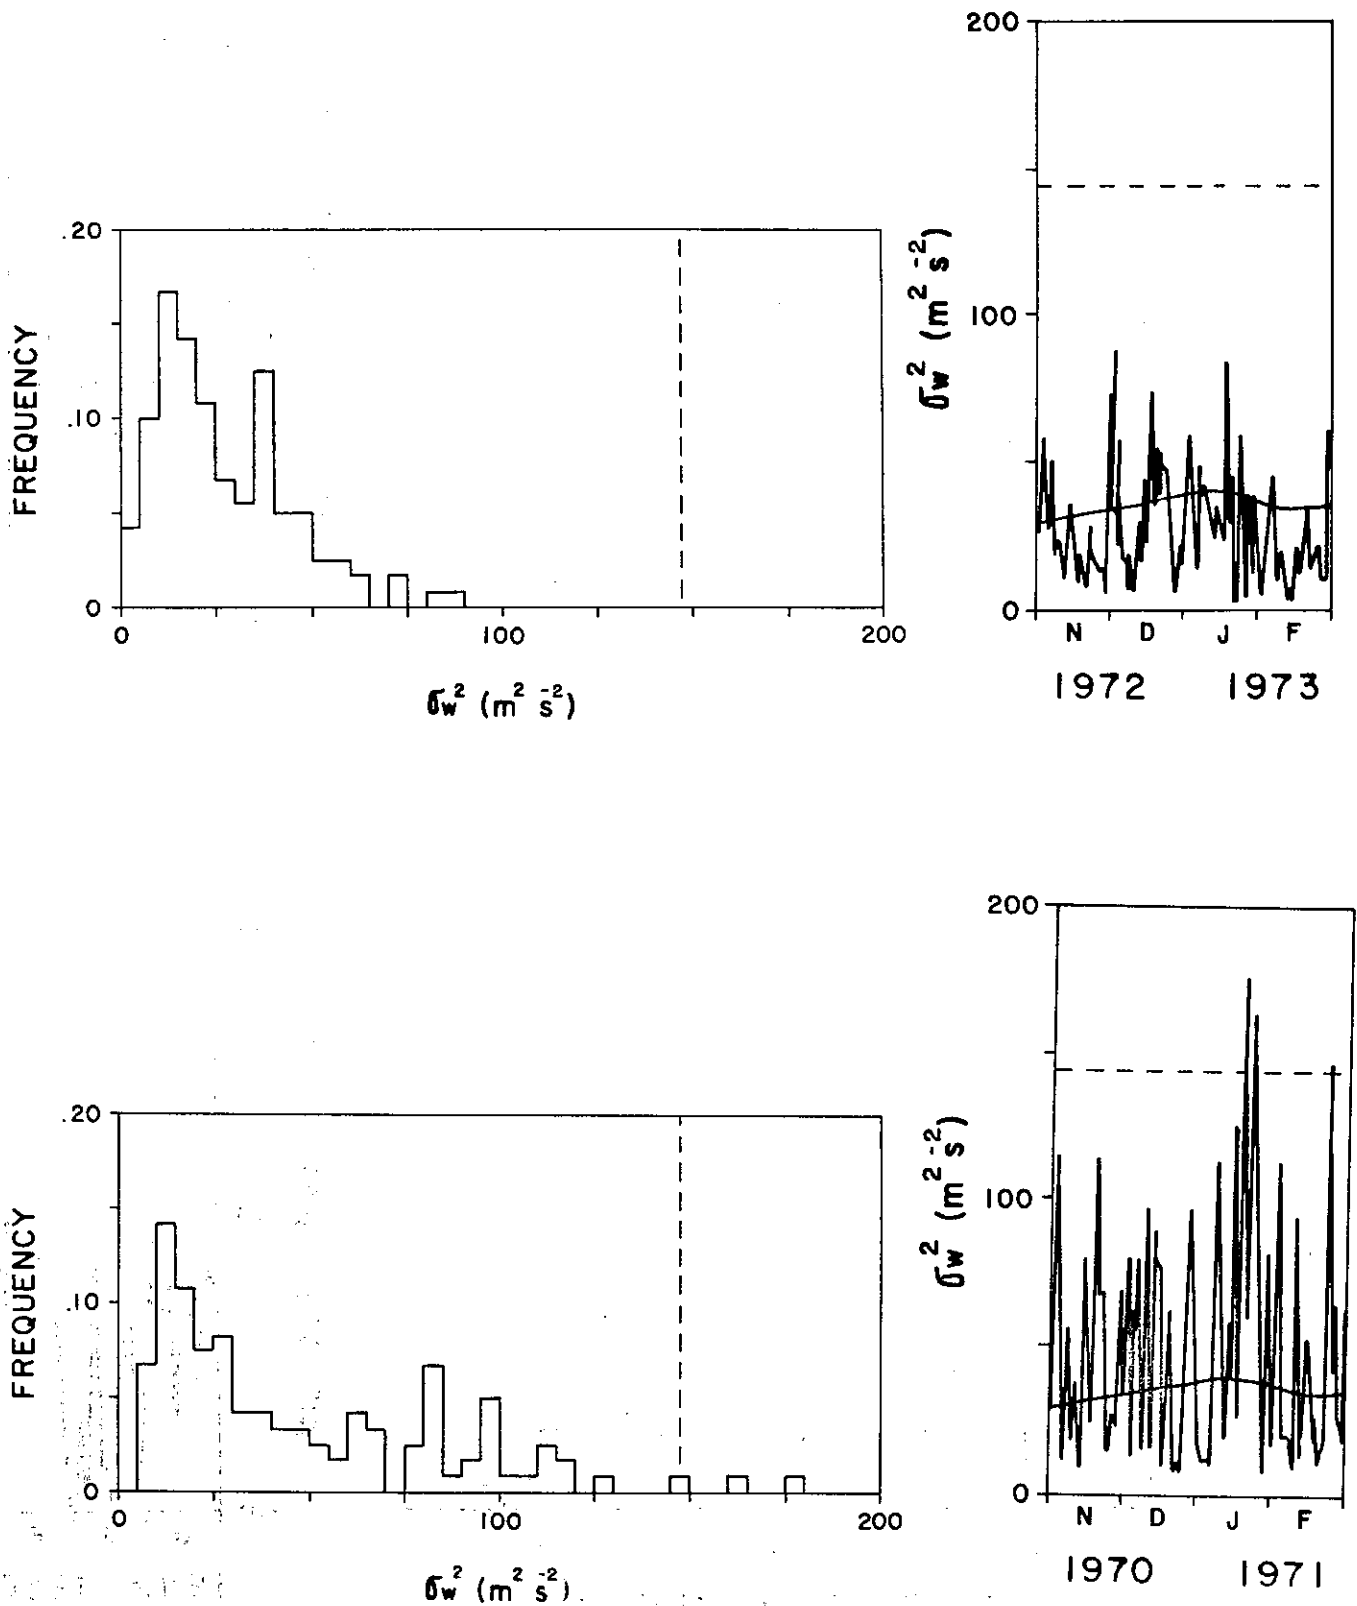 200
100
0
σw² (m² s⁻²)
N D J F
1972 1973
.20
.10
0
FREQUENCY
0 100 200
σw² (m² s⁻²)
200
100
0
σw² (m² s⁻²)
N D J F
1970 1971
.20
.10
0
FREQUENCY
0 100 200
σw² (m² s⁻²)